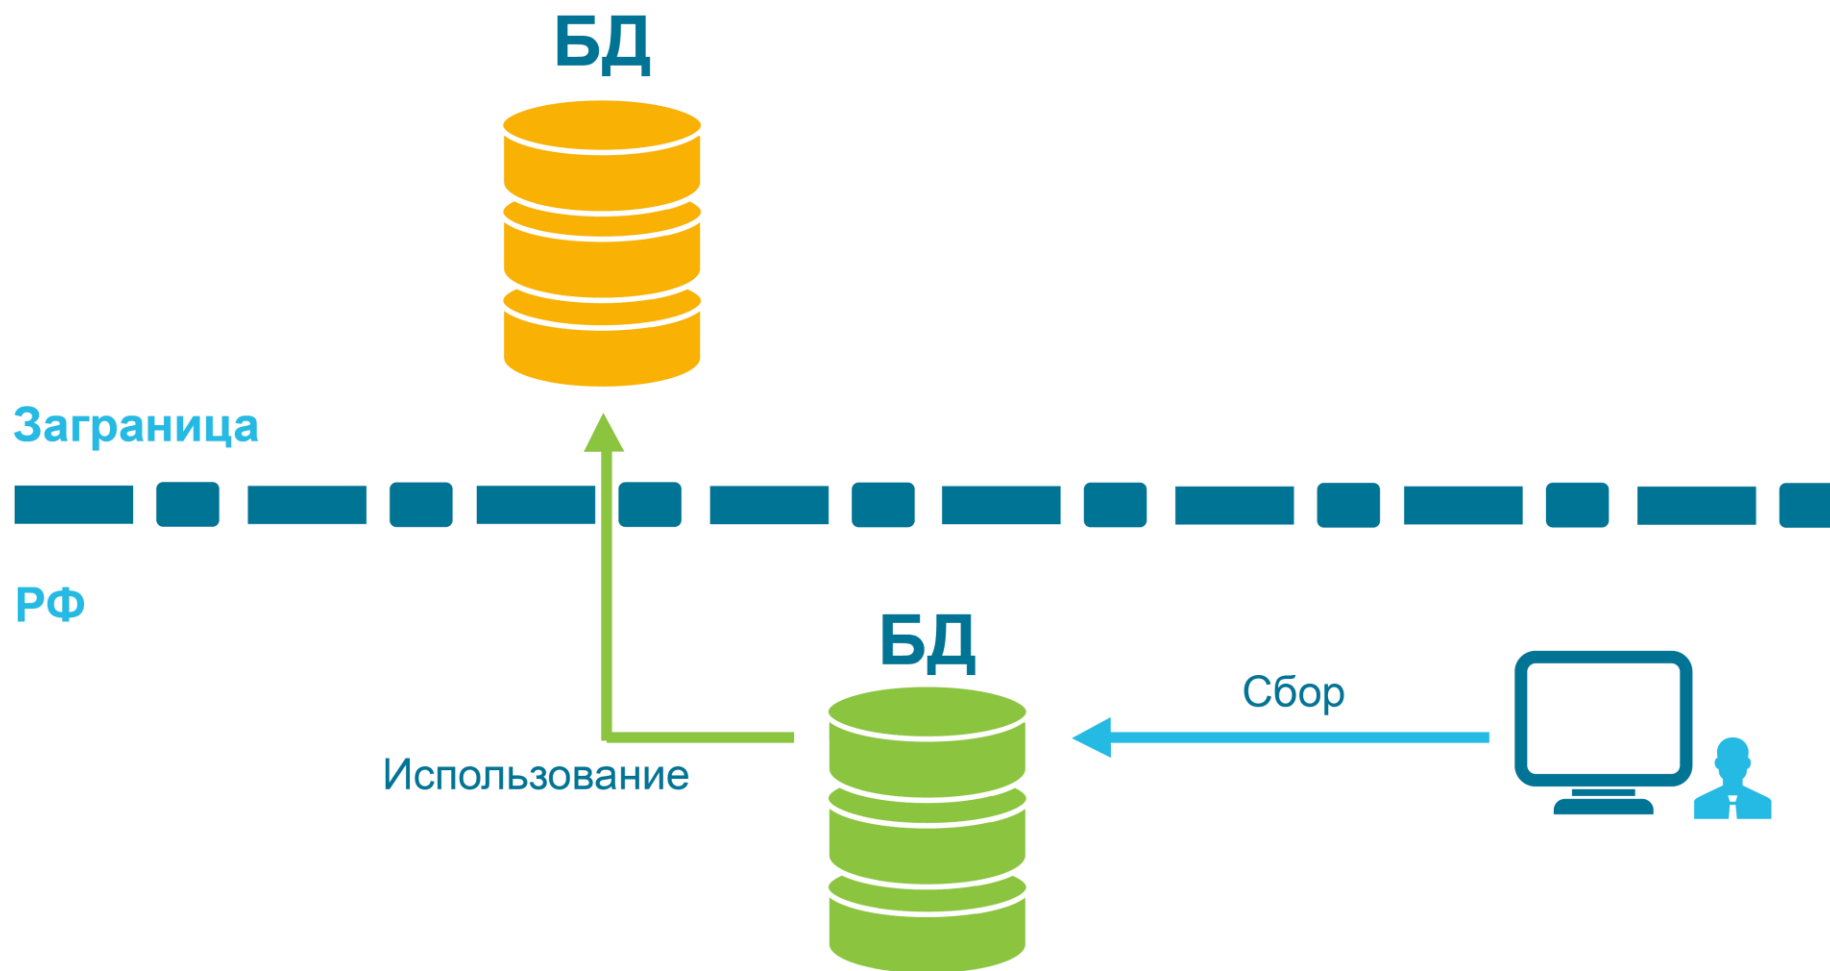 БД
Заграница
РФ
БД
Сбор
Использование